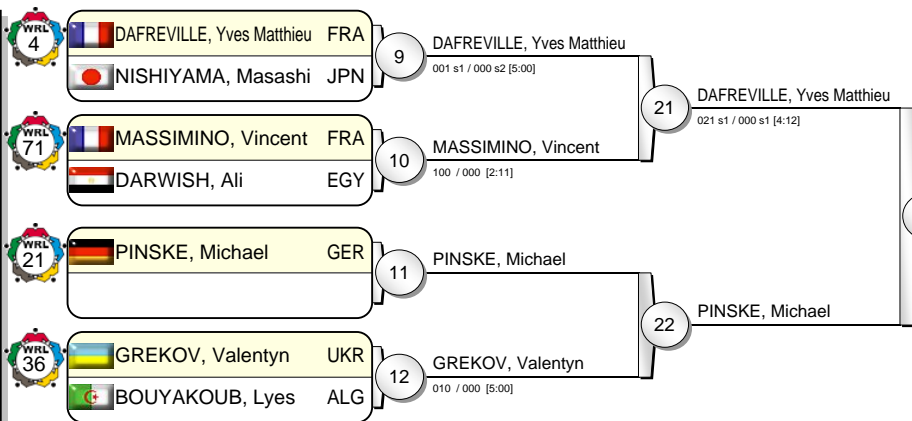 WRL
4
DAFREVILLE, Yves Matthieu FRA
NISHIYAMA, Masashi JPN
9
DAFREVILLE, Yves Matthieu
001 s1 / 000 s2 [5:00]
WRL
71
MASSIMINO, Vincent FRA
DARWISH, Ali EGY
10
MASSIMINO, Vincent
100 / 000 [2:11]
21
DAFREVILLE, Yves Matthieu
021 s1 / 000 s1 [4:12]
WRL
21
PINSKE, Michael GER
11
PINSKE, Michael
WRL
36
GREKOV, Valentyn UKR
BOUYAKOUB, Lyes ALG
12
GREKOV, Valentyn
010 / 000 [5:00]
22
PINSKE, Michael